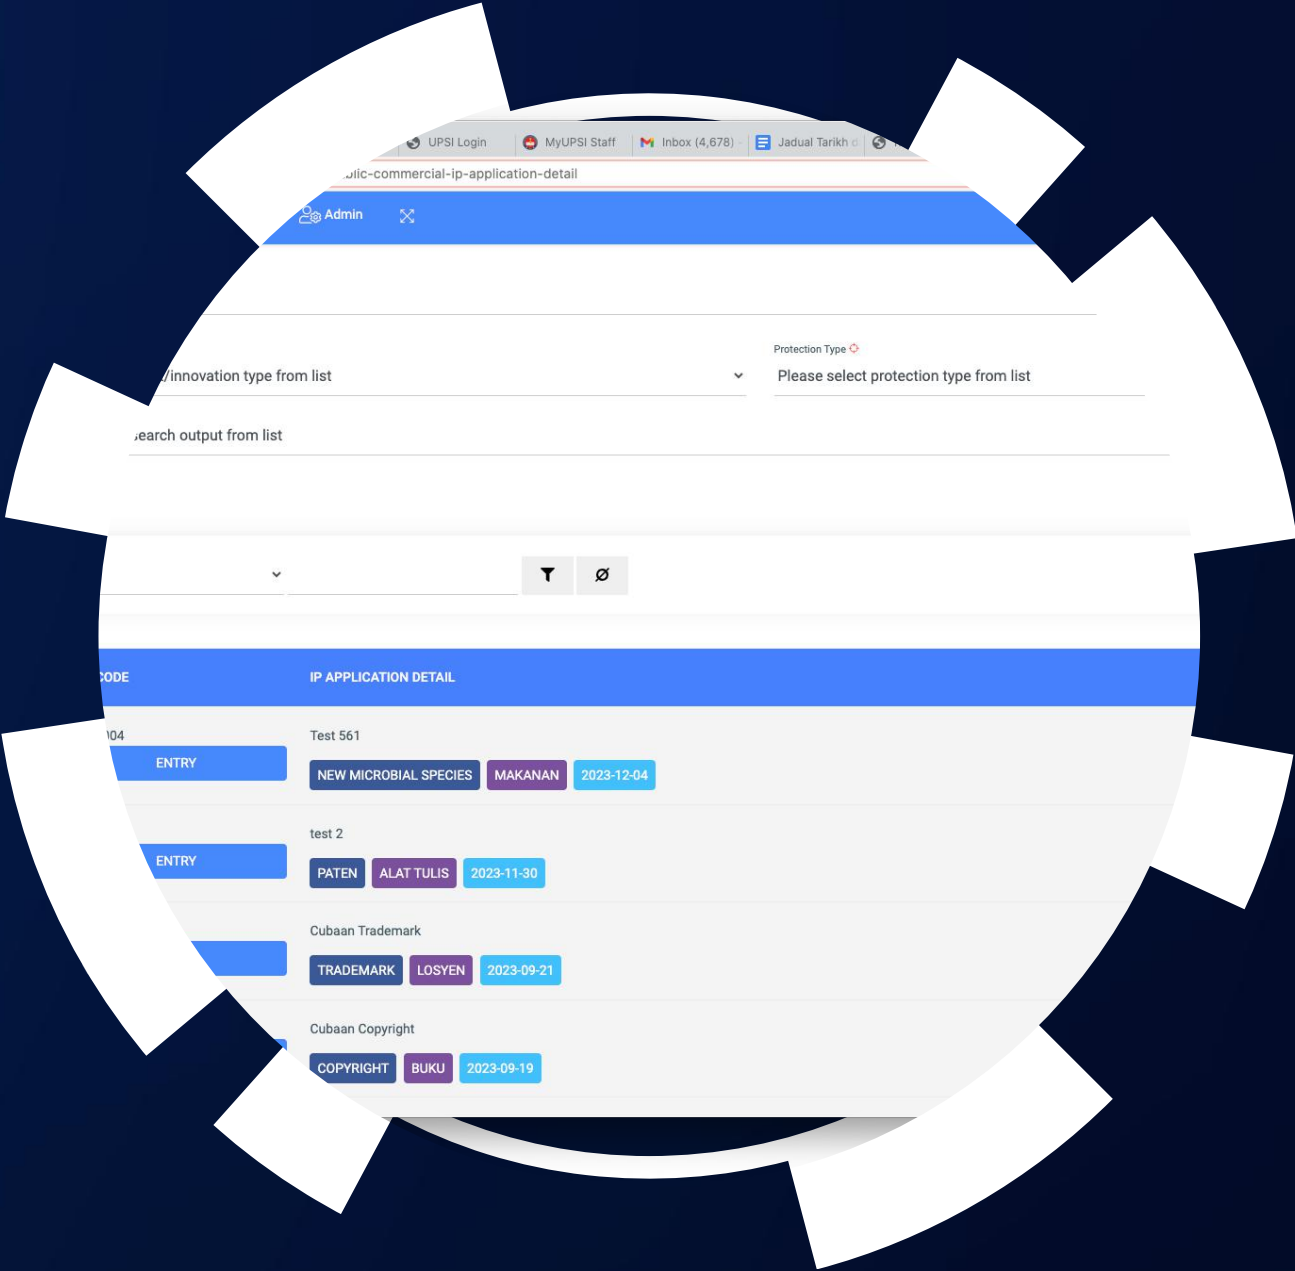 UPSI Login MyUPSI Staff Inbox (4,678) - Jadual Tarikh
-commercial-ip-application-detail
Admin
Protection Type
/innovation type from list Please select protection type from list
output from list
IP APPLICATION DETAIL
Test 561
ENTRY
NEW MICROBIAL SPECIES MAKANAN 2023-12-04
test 2
ENTRY
PATEN ALAT TULIS 2023-11-30
Cubaan Trademark
TRADEMARK LOSYEN 2023-09-21
Cubaan Copyright
COPYRIGHT BUKU 2023-09-19